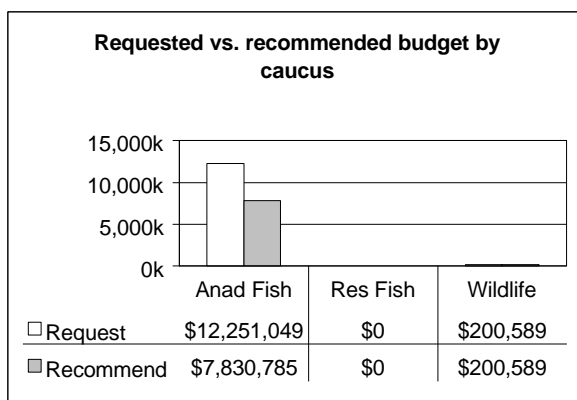 Requested vs. recommended budget by
caucus
15,000k
10,000k
5,000k
0k
Anad Fish Res Fish Wildlife
Request $12,251,049 $0 $200,589
Recommend $7,830,785 $0 $200,589